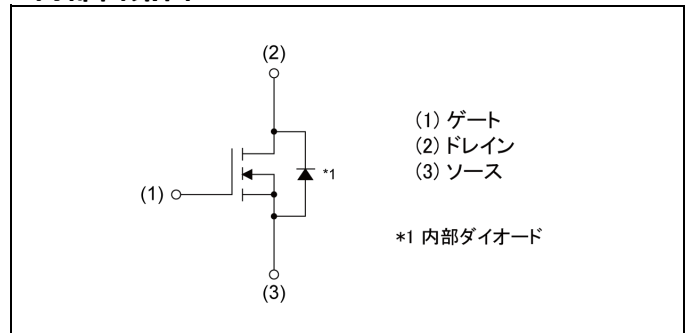 (2)
(1) ゲート
(2) ドレイン
(3) ソース
*1
(1)
*1 内部ダイオード
(3)